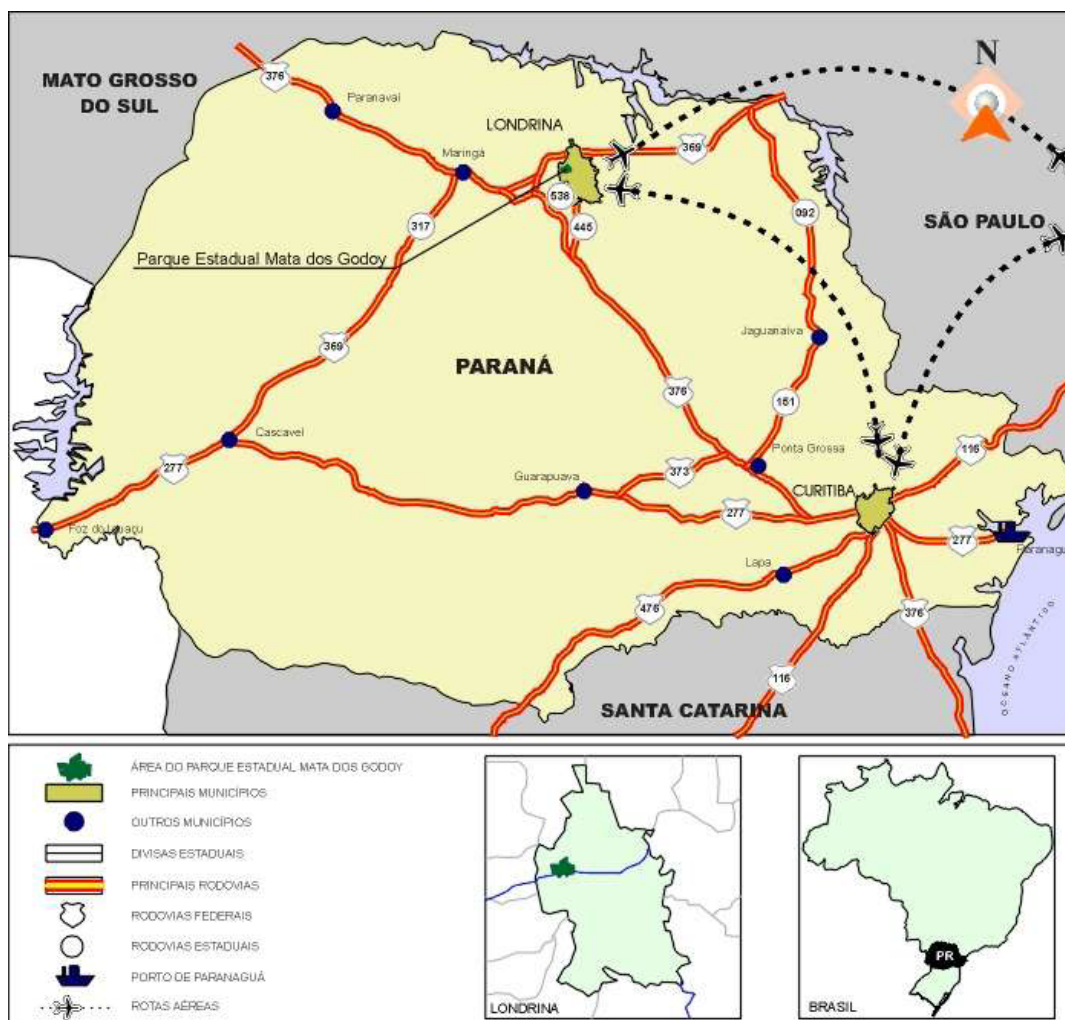 MATO GROSSO
DO SUL
376
Paranavaí
LONDRINA
Maringá
369
N
538
445
317
092
SÃO PAULO
Parque Estadual Mata dos Godoy
369
PARANÁ
Jaguariaíva
376
151
Cascavel
277
Guarapuava
373
Ponta Grossa
116
CURITIBA
277
277
Paranagu
Foz do Iguaçu
Lapa
476
376
116
SANTA CATARINA
OCEANO ATLÂNTICO
ÁREA DO PARQUE ESTADUAL MATA DOS GODOY
PRINCIPAIS MUNICÍPIOS
OUTROS MUNICÍPIOS
DIVISAS ESTADUAIS
PRINCIPAIS RODOVIAS
RODOVIAS FEDERAIS
RODOVIAS ESTADUAIS
PORTO DE PARANAGUÁ
ROTAS AÉREAS
LONDRINA
PR
BRASIL